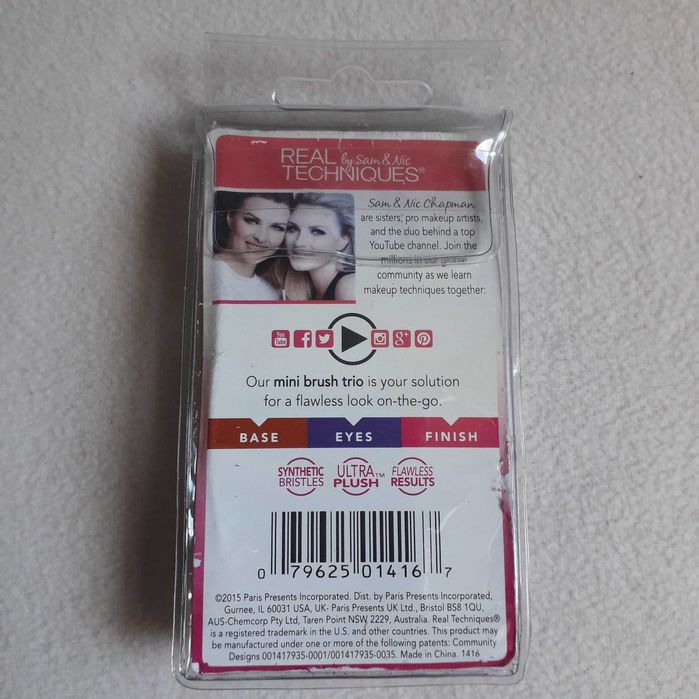 REAL by Sam & Nic
TECHNIQUES®
Sam & Nic Chapman
are sisters, pro makeup artists,
and the duo behind a top
YouTube channel. Join the
millions in our global
community as we learn
makeup techniques together:
You
Tube
Our mini brush trio is your solution
for a flawless look on-the-go.
BASE EYES FINISH
SYNTHETIC BRISTLES
ULTRA PLUSH™
FLAWLESS RESULTS
0 79625 01416 7
©2015 Paris Presents Incorporated. Dist. by Paris Presents Incorporated,
Gurnee, IL 60031 USA, UK- Paris Presents UK Ltd., Bristol BS8 1QU,
AUS-Chemcorp Pty Ltd, Taren Point NSW 2229, Australia. Real Techniques®
is a registered trademark in the U.S. and other countries. This product may
be manufactured under one or more of the following patents: Community
Designs 001417935-0001/001417935-0035. Made in China. 1416